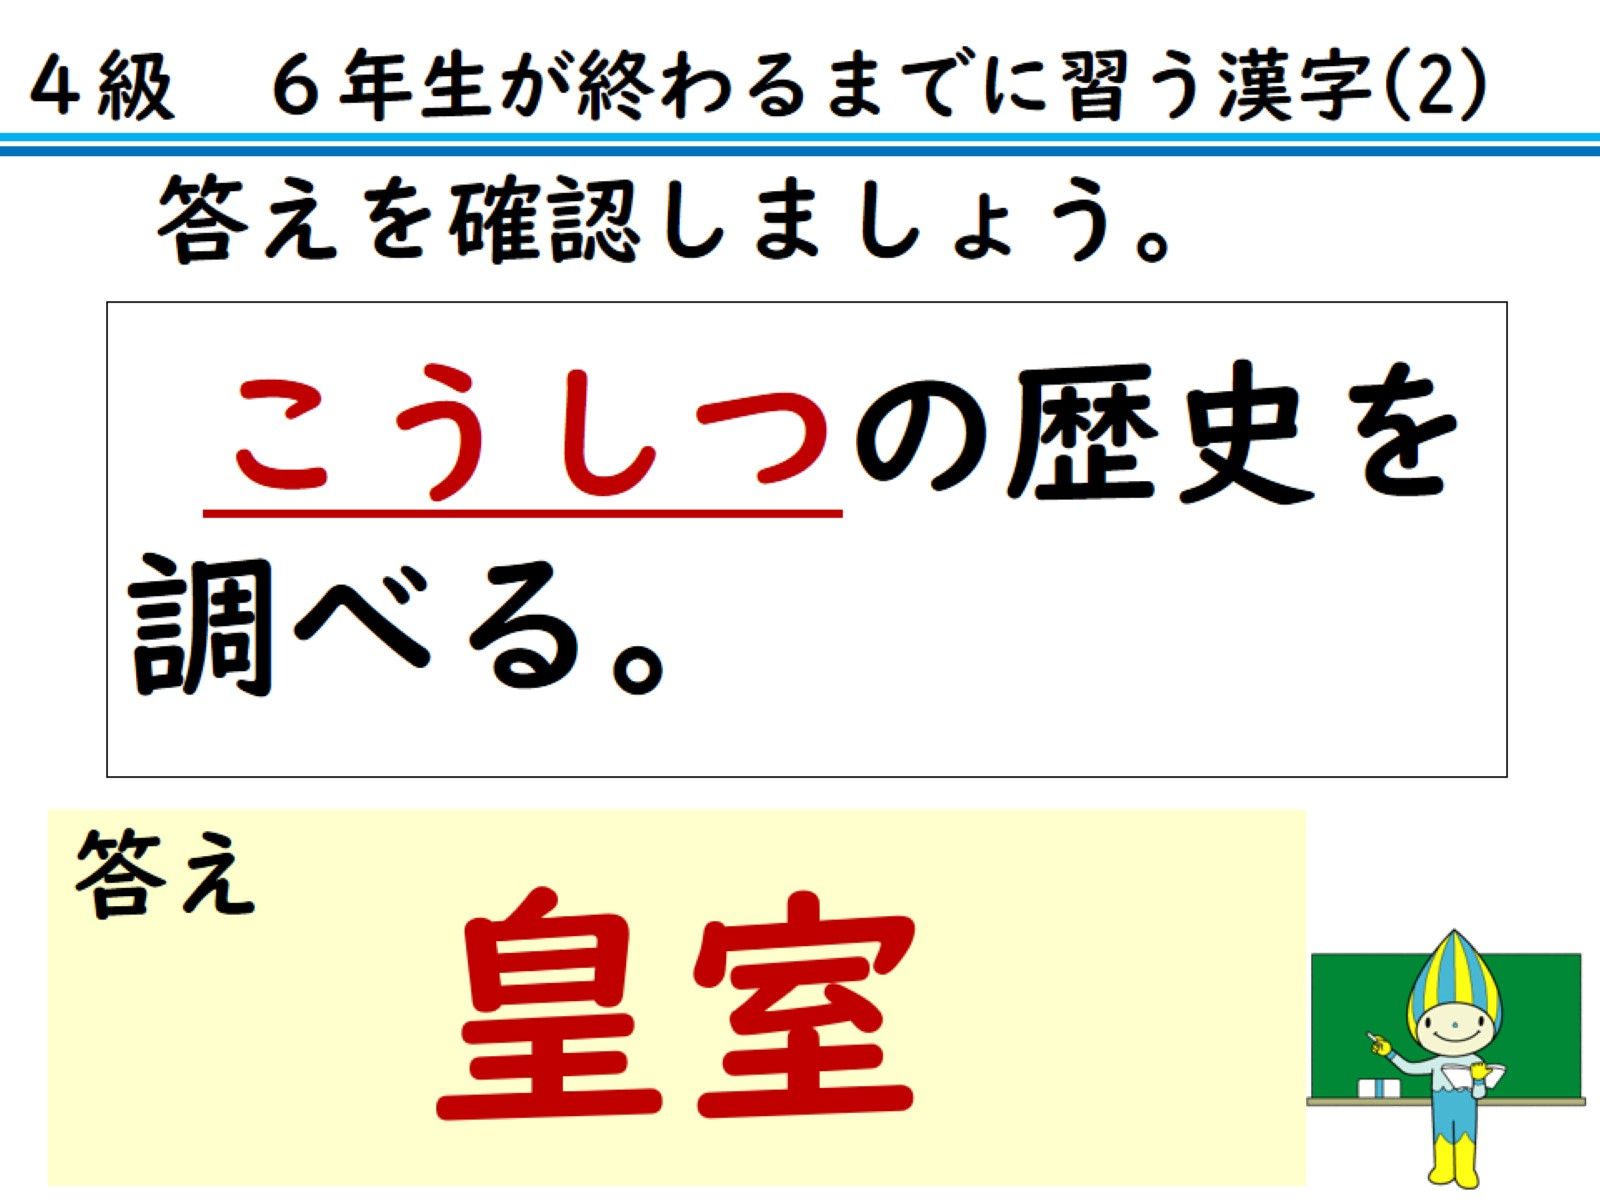 ４級　６年生が終わるまでに習う漢字(2)
答えを確認しましょう。
こうしつの歴史を
調べる。
答え
皇室